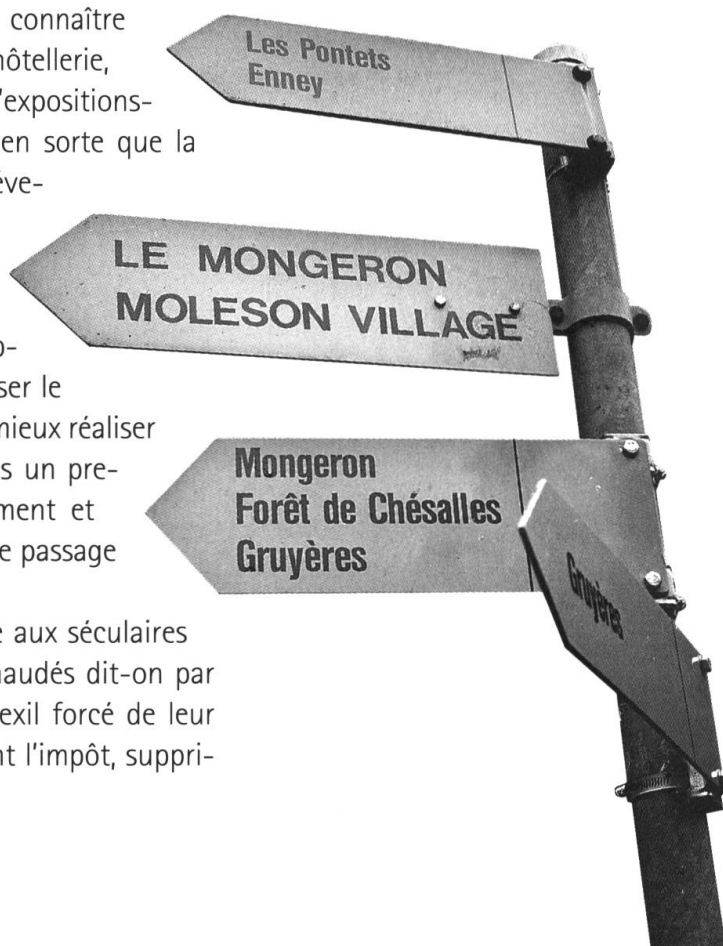 connaître
hôtellerie,
'expositions-
en sorte que la
éve-
o-
ser le
mieux réaliser
s un pre-
ment et
e passage
e aux séculaires
naudés dit-on par
exil forcé de leur
nt l'impôt, suppri-
Les Pontets
Enney
LE MONGERON
MOLESON VILLAGE
Mongeron
Forêt de Chésalles
Gruyères
Gruyères